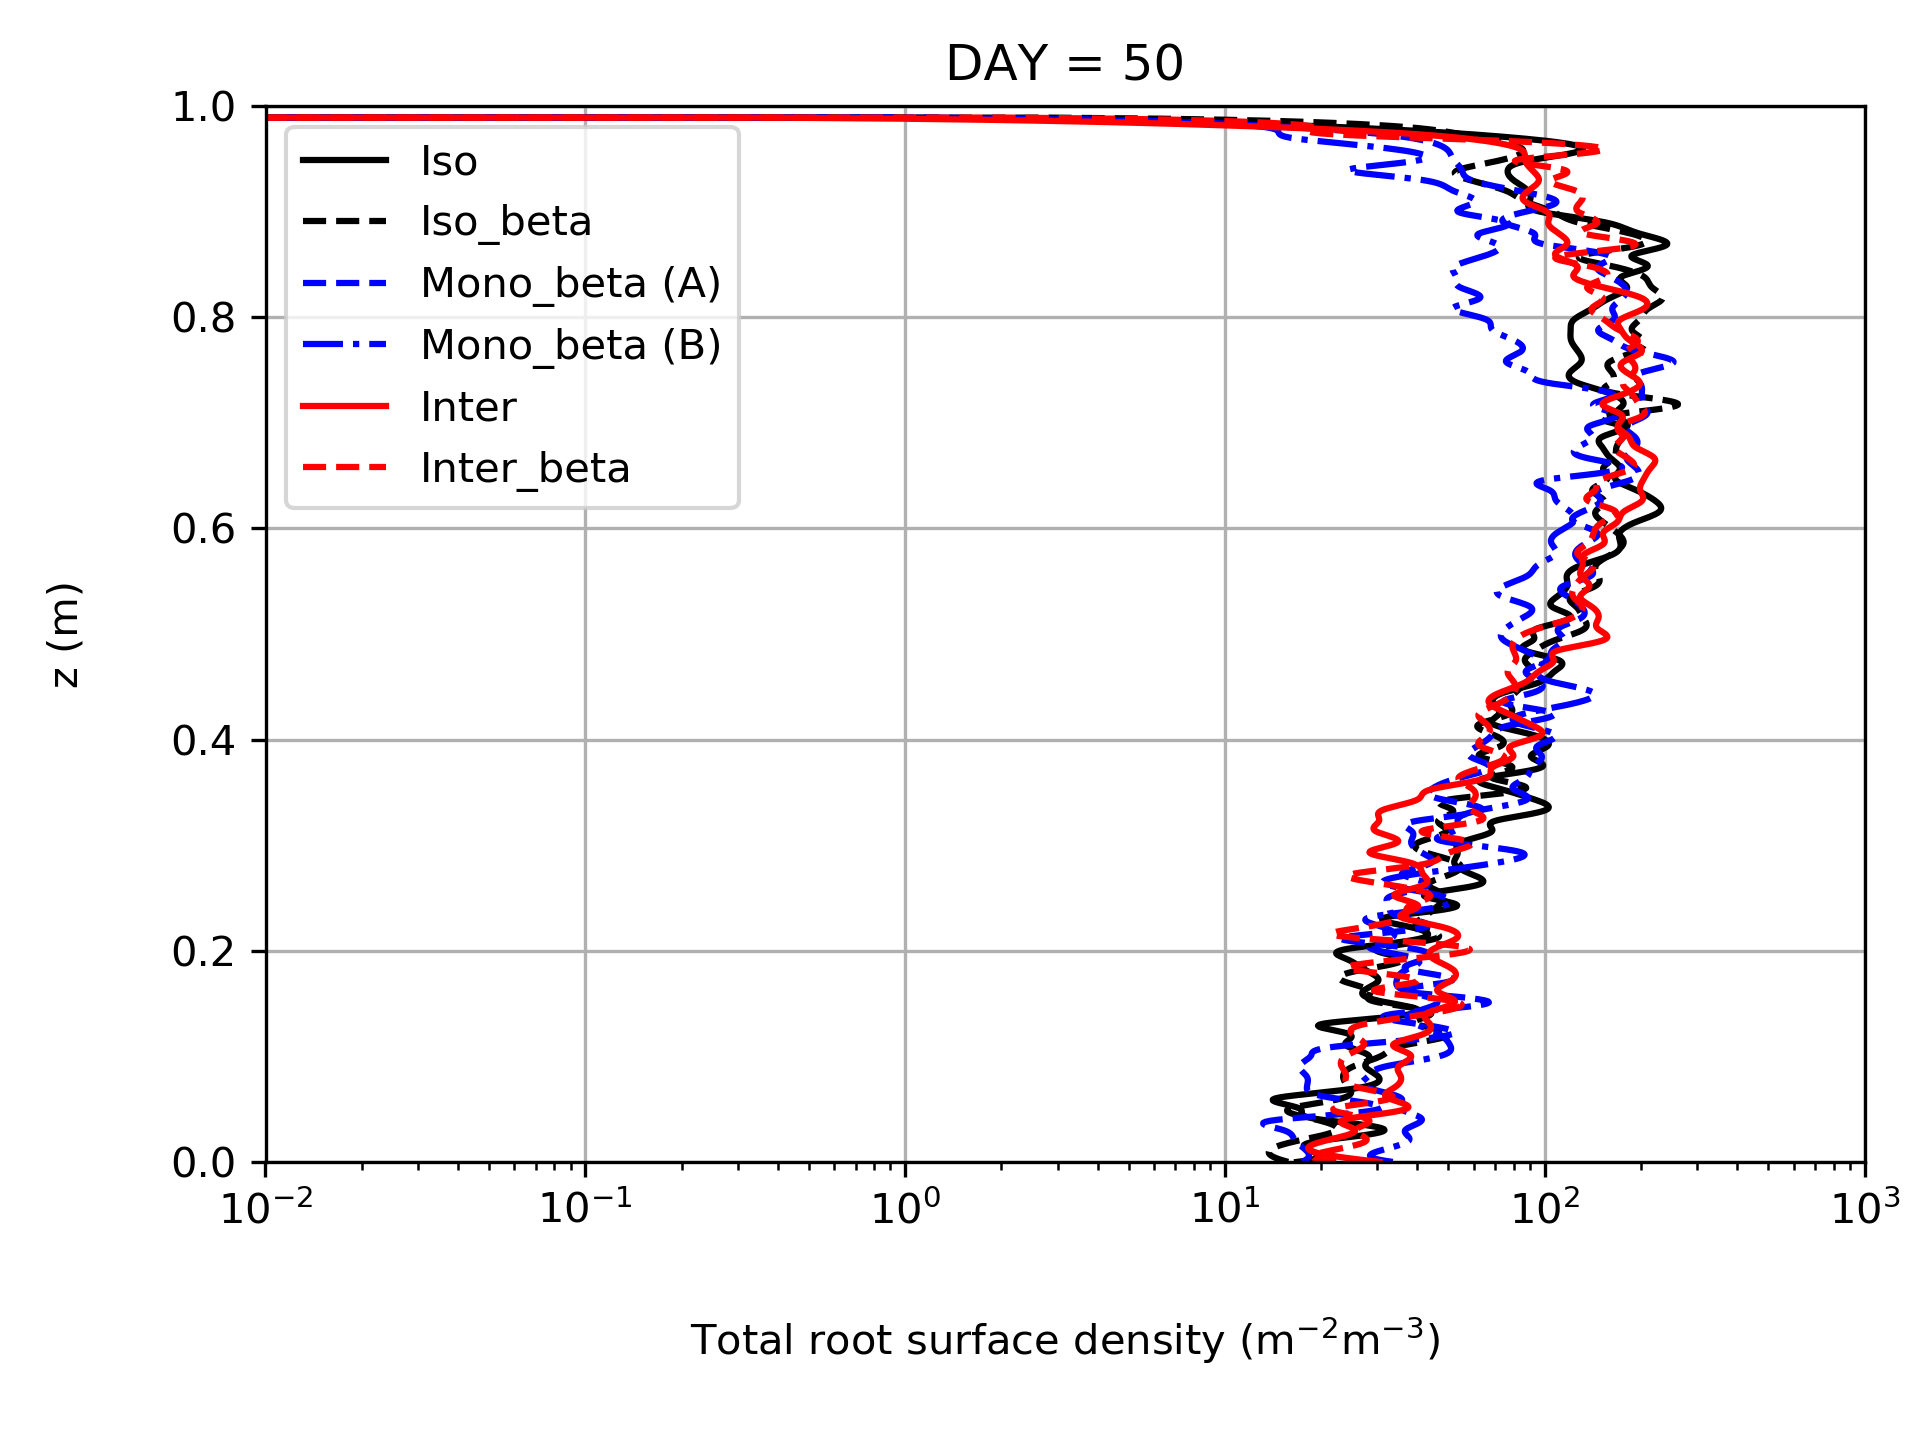 DAY = 50
1.0
0.8
0.6
0.4
0.2
0.0
z (m)
Iso
Iso_beta
Mono_beta (A)
Mono_beta (B)
Inter
Inter_beta
10⁻² 10⁻¹ 10⁰ 10¹ 10² 10³
Total root surface density (m⁻²m⁻³)